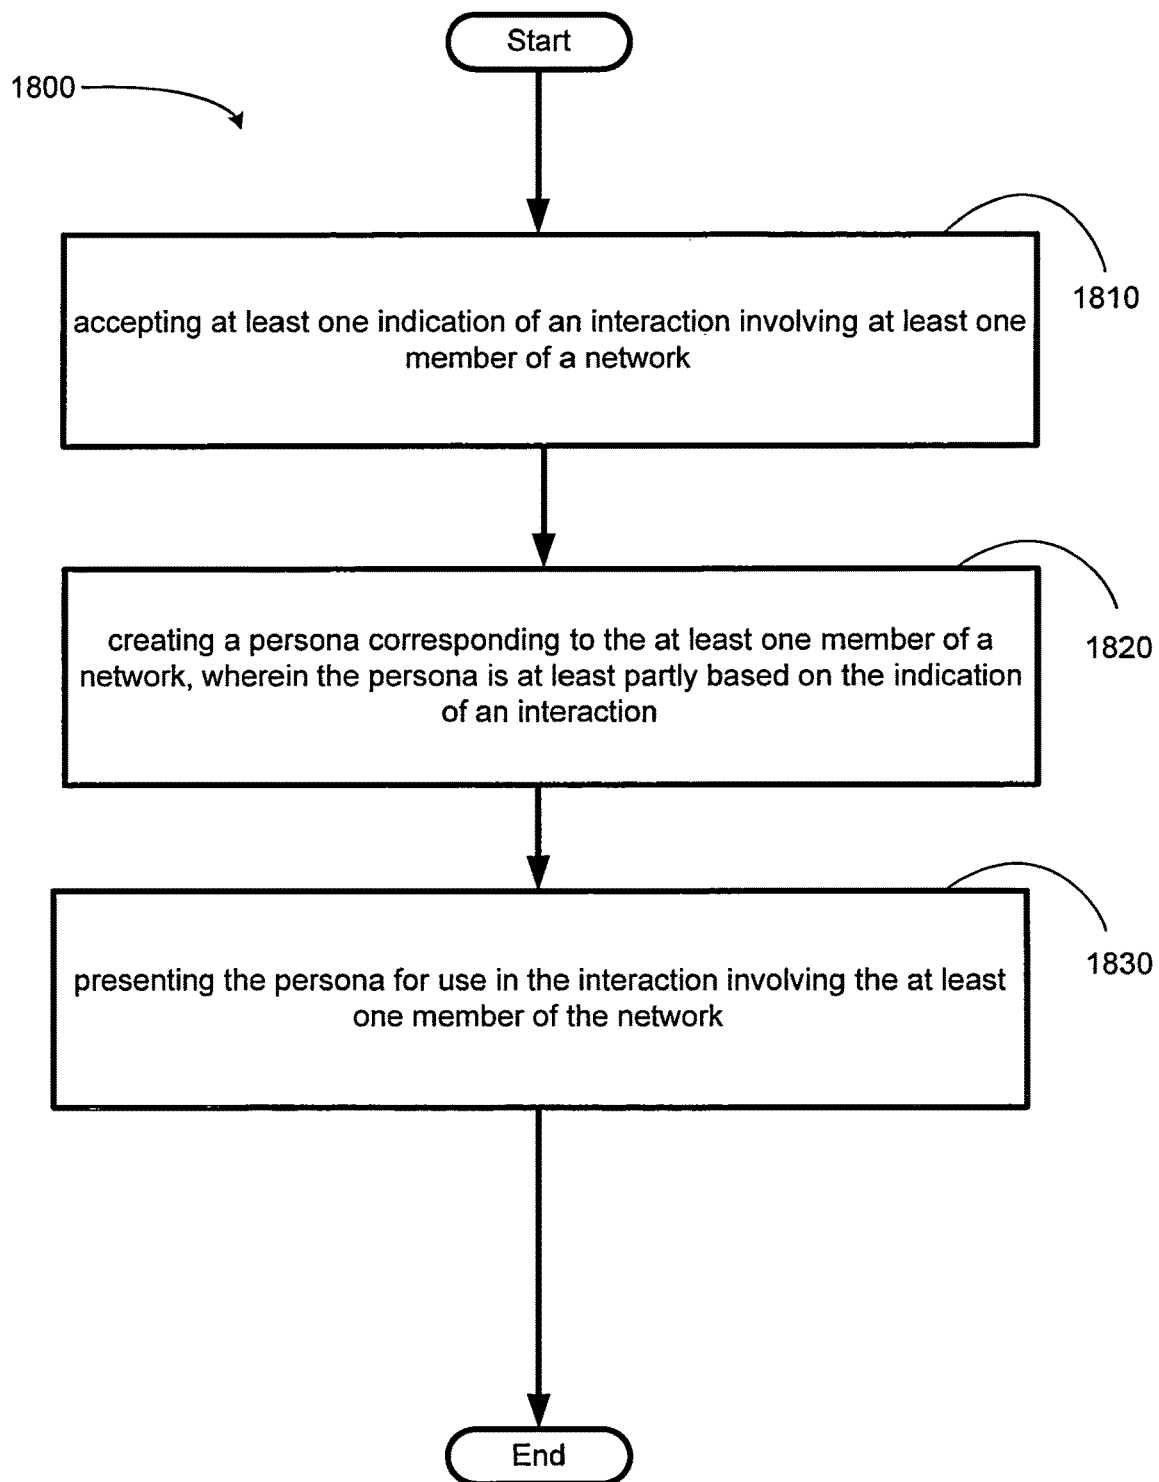 Start
1800
1810
accepting at least one indication of an interaction involving at least one
member of a network
1820
creating a persona corresponding to the at least one member of a
network, wherein the persona is at least partly based on the indication
of an interaction
1830
presenting the persona for use in the interaction involving the at least
one member of the network
End